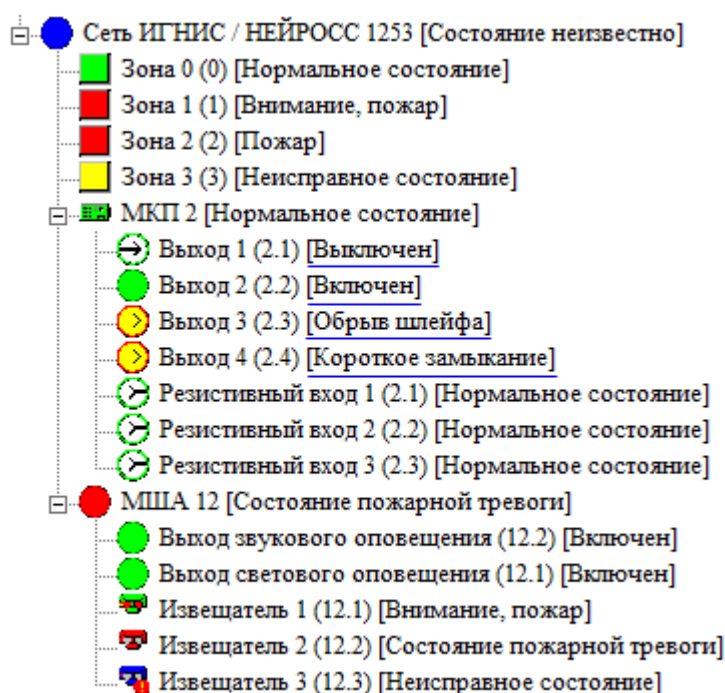 Сеть ИГНИС / НЕЙРОСС 1253 [Состояние неизвестно]
Зона 0 (0) [Нормальное состояние]
Зона 1 (1) [Внимание, пожар]
Зона 2 (2) [Пожар]
Зона 3 (3) [Неисправное состояние]
МКП 2 [Нормальное состояние]
Выход 1 (2.1) [Выключен]
Выход 2 (2.2) [Включен]
Выход 3 (2.3) [Обрыв шлейфа]
Выход 4 (2.4) [Короткое замыкание]
Резистивный вход 1 (2.1) [Нормальное состояние]
Резистивный вход 2 (2.2) [Нормальное состояние]
Резистивный вход 3 (2.3) [Нормальное состояние]
МША 12 [Состояние пожарной тревоги]
Выход звукового оповещения (12.2) [Включен]
Выход светового оповещения (12.1) [Включен]
Извещатель 1 (12.1) [Внимание, пожар]
Извещатель 2 (12.2) [Состояние пожарной тревоги]
Извещатель 3 (12.3) [Неисправное состояние]